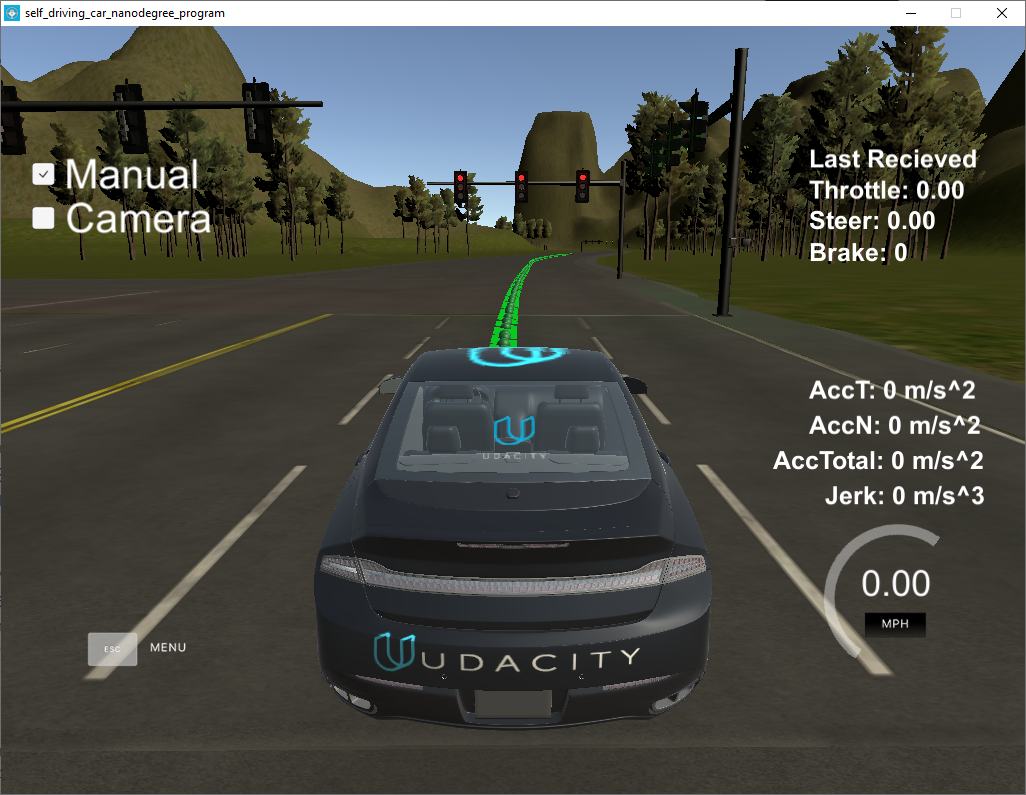 self_driving_car_nanodegree_program
Manual
Camera
Last Recieved
Throttle: 0.00
Steer: 0.00
Brake: 0
AccT: 0 m/s^2
AccN: 0 m/s^2
AccTotal: 0 m/s^2
Jerk: 0 m/s^3
UDACITY
0.00
MPH
ESC
MENU
UDACITY